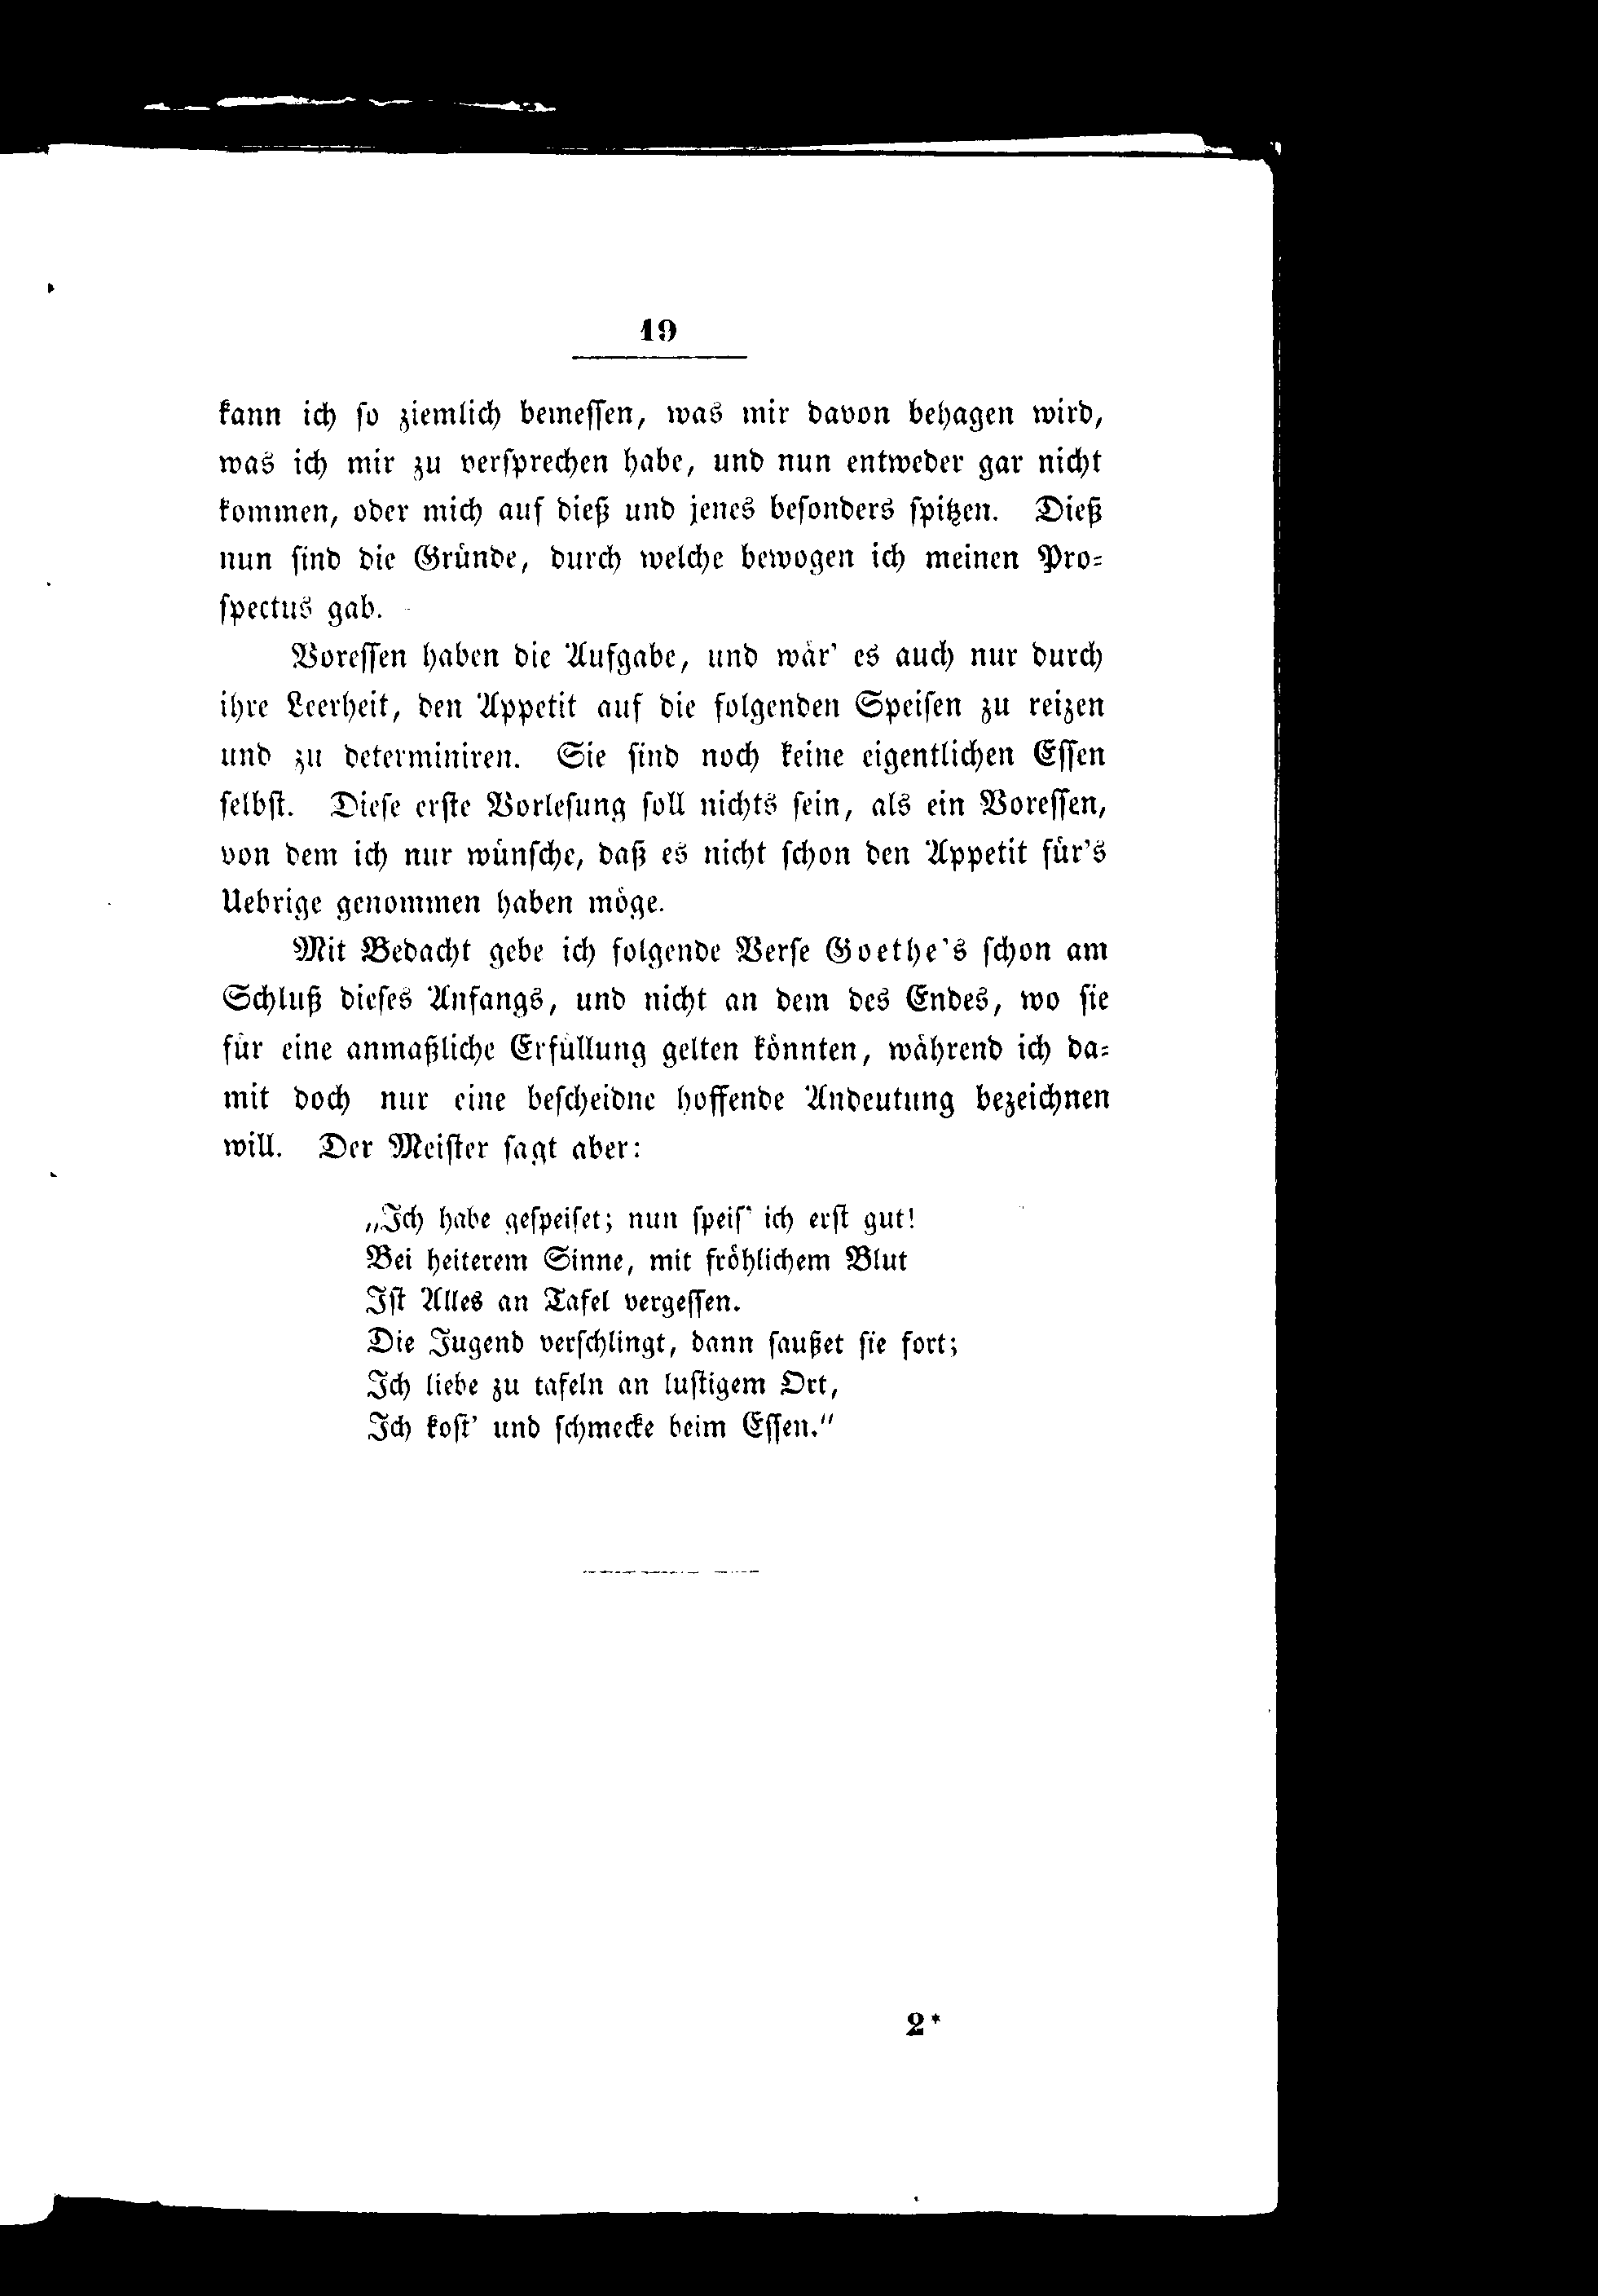 19
kann ich ſo ziemlich bemeſſen, was mir davon behagen wird,
was ich mir zu verſprechen habe, und nun entweder gar nicht
kommen, oder mich auf dieß und jenes beſonders ſpitzen. Dieß
nun ſind die Gründe, durch welche bewogen ich meinen Pro⸗
ſpectus gab.
Voreſſen haben die Aufgabe, und wär’ es auch nur durch
ihre Leerheit, den Appetit auf die folgenden Speiſen zu reizen
und zu determiniren. Sie ſind noch keine eigentlichen Eſſen
ſelbſt. Dieſe erſte Vorleſung ſoll nichts ſein, als ein Voreſſen,
von dem ich nur wünſche, daß es nicht ſchon den Appetit für’s
Uebrige genommen haben möge.
Mit Bedacht gebe ich folgende Verſe Goethe’s ſchon am
Schluß dieſes Anfangs, und nicht an dem des Endes, wo ſie
für eine anmaßliche Erfüllung gelten könnten, während ich da⸗
mit doch nur eine beſcheidne hoffende Andeutung bezeichnen
will. Der Meiſter ſagt aber:
„Ich habe geſpeiſet; nun ſpeiſ’ ich erſt gut!
Bei heiterem Sinne, mit fröhlichem Blut
Iſt Alles an Tafel vergeſſen.
Die Jugend verſchlingt, dann ſaußet ſie fort;
Ich liebe zu tafeln an luſtigem Ort,
Ich koſt’ und ſchmecke beim Eſſen.“
2*